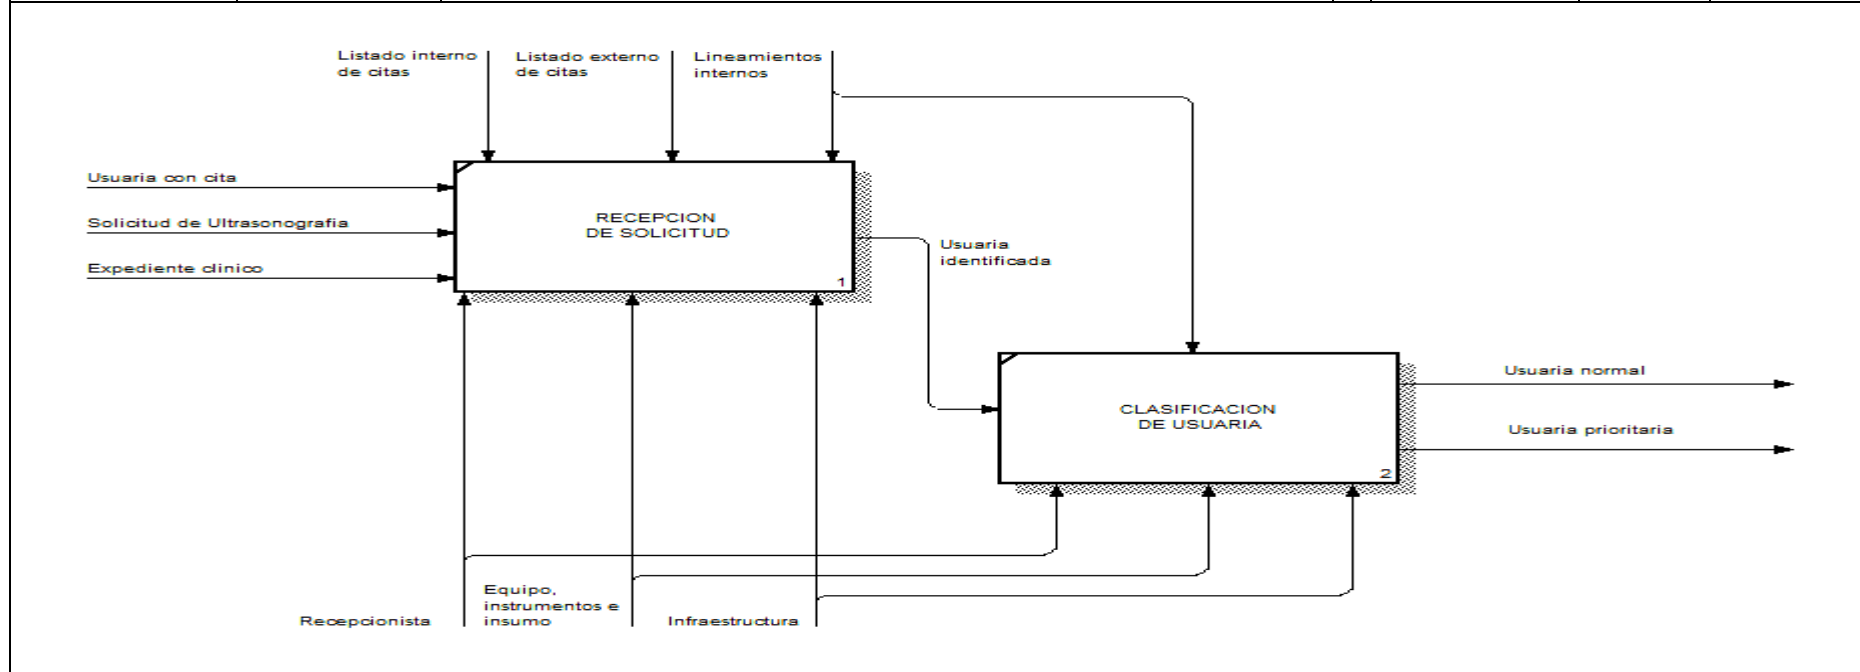 Listado interno
de citas
Listado externo
de citas
Lineamientos
internos
Usuaria con cita
Solicitud de Ultrasonografia
Expediente clinico
RECEPCION
DE SOLICITUD
1
Usuaria
identificada
CLASIFICACION
DE USUARIA
2
Usuaria normal
Usuaria prioritaria
Recepcionista
Equipo,
instrumentos e
insumo
Infraestructura